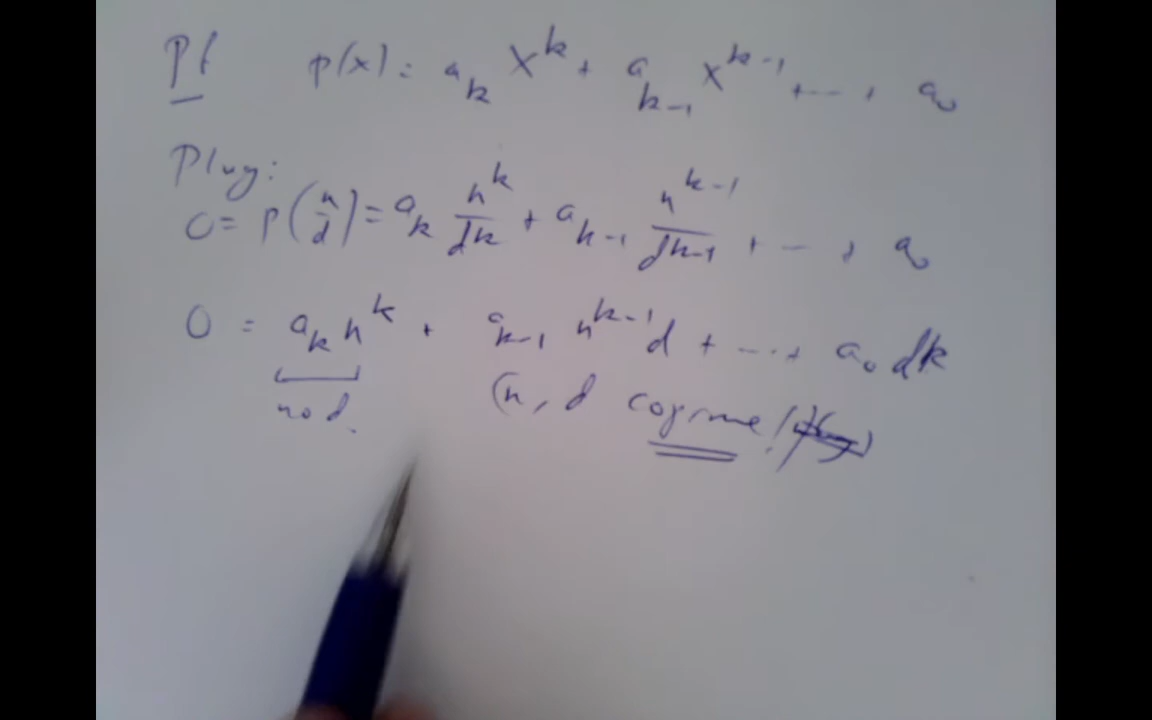 Pf p(x) = a_k x^k + a_{k-1} x^{k-1} + ... + a_0
Plug:
0 = p(n/d) = a_k n^k/d^k + a_{k-1} n^{k-1}/d^{k-1} + ... + a_0
0 = a_k n^k + a_{k-1} n^{k-1} d + ... + a_0 d^k
no d. (n, d coprime!)